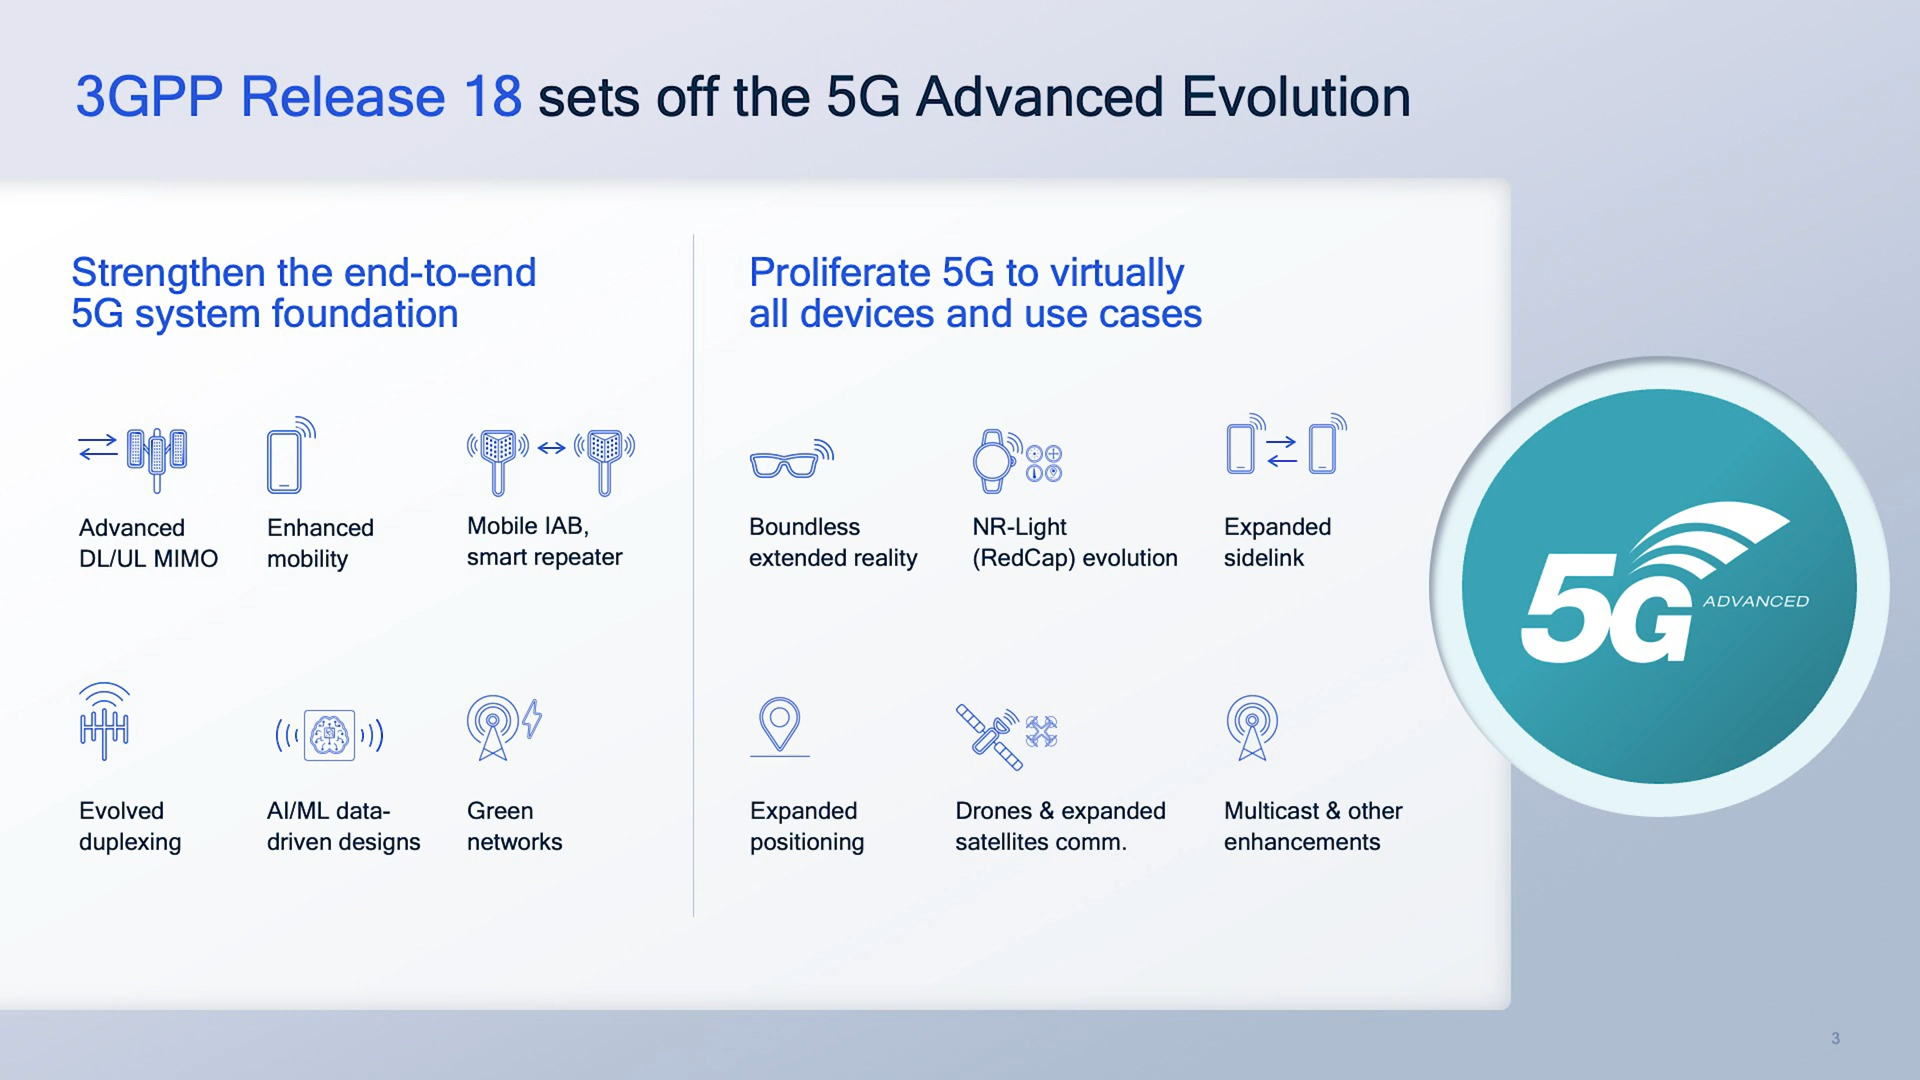 3GPP Release 18 sets off the 5G Advanced Evolution
Strengthen the end-to-end
5G system foundation
Advanced
DL/UL MIMO
Enhanced
mobility
Mobile IAB,
smart repeater
Evolved
duplexing
AI/ML data-
driven designs
Green
networks
Proliferate 5G to virtually
all devices and use cases
Boundless
extended reality
NR-Light
(RedCap) evolution
Expanded
sidelink
Expanded
positioning
Drones & expanded
satellites comm.
Multicast & other
enhancements
5G ADVANCED
3